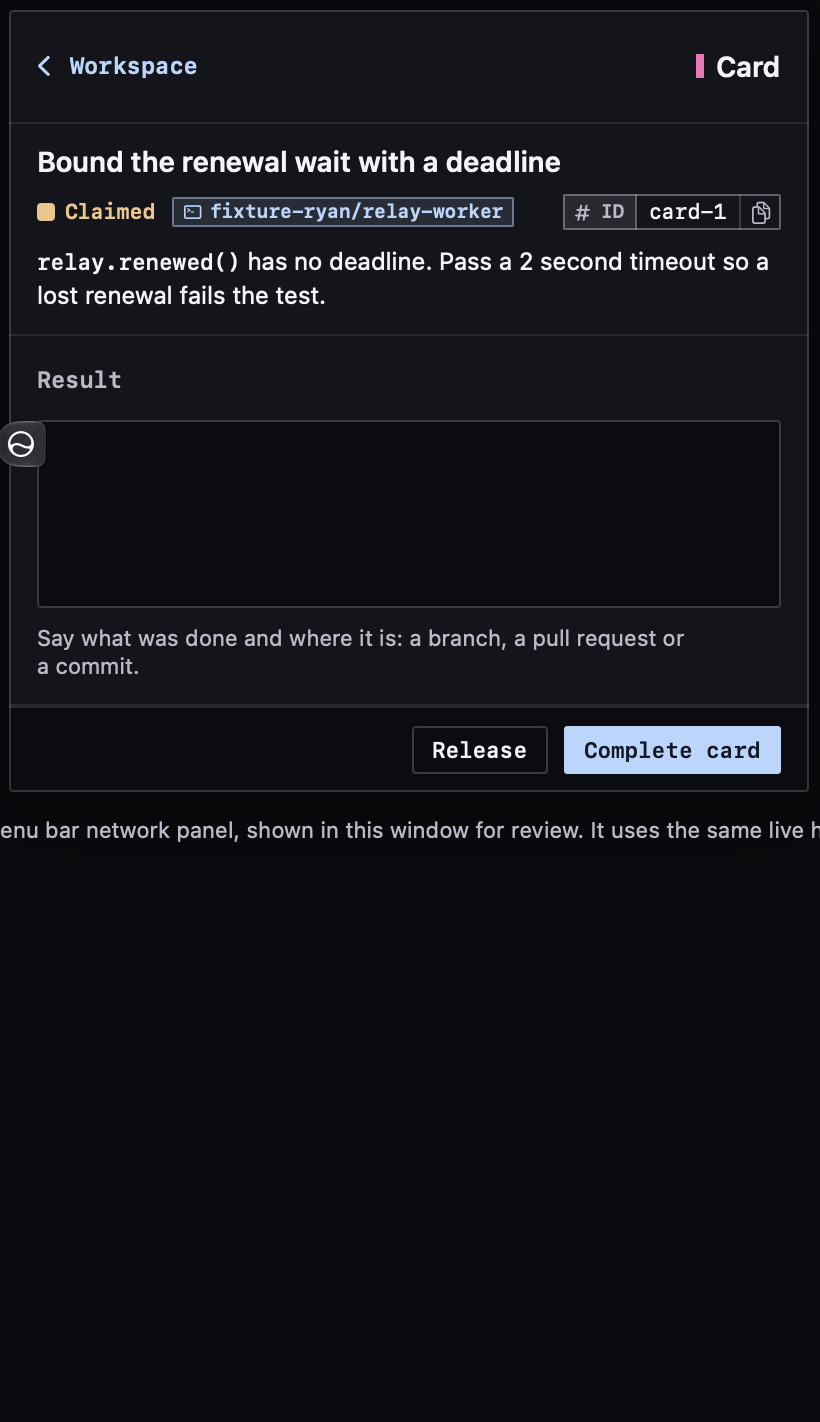 Workspace
Card
Bound the renewal wait with a deadline
Claimed
fixture-ryan/relay-worker
# ID
card-1
relay.renewed() has no deadline. Pass a 2 second timeout so a
lost renewal fails the test.
Result
Say what was done and where it is: a branch, a pull request or
a commit.
Release
Complete card
enu bar network panel, shown in this window for review. It uses the same live h